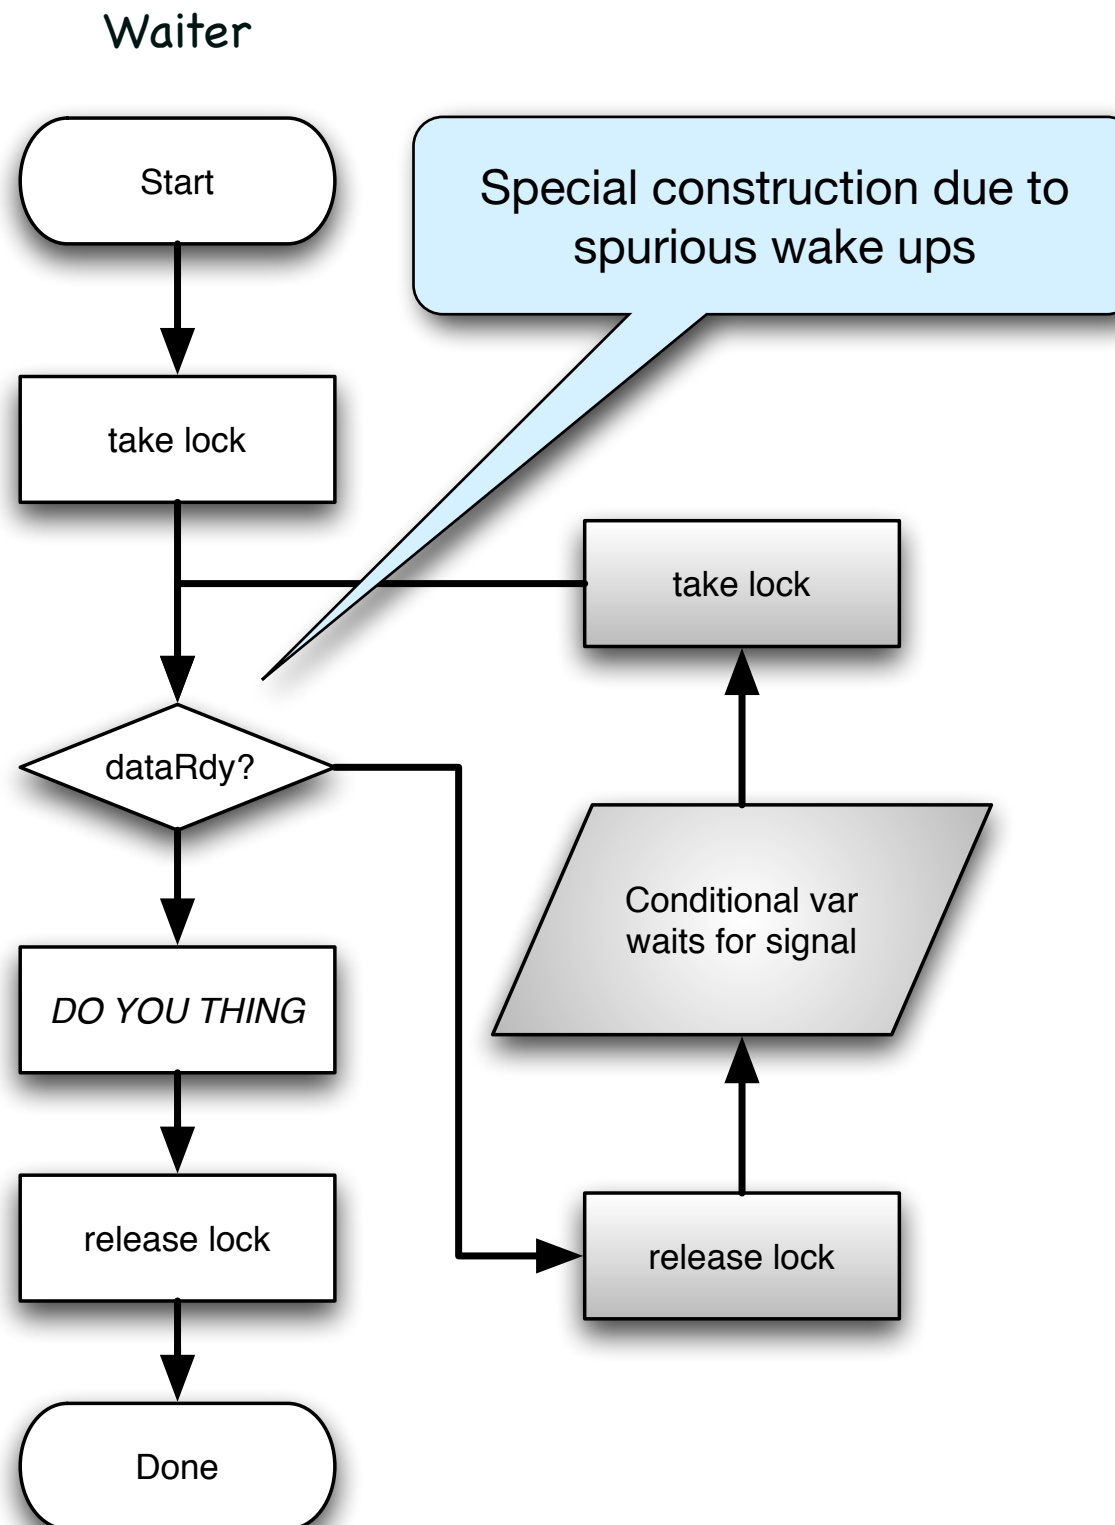 Waiter
Start
Special construction due to
spurious wake ups
take lock
take lock
dataRdy?
Conditional var
waits for signal
DO YOU THING
release lock
release lock
Done